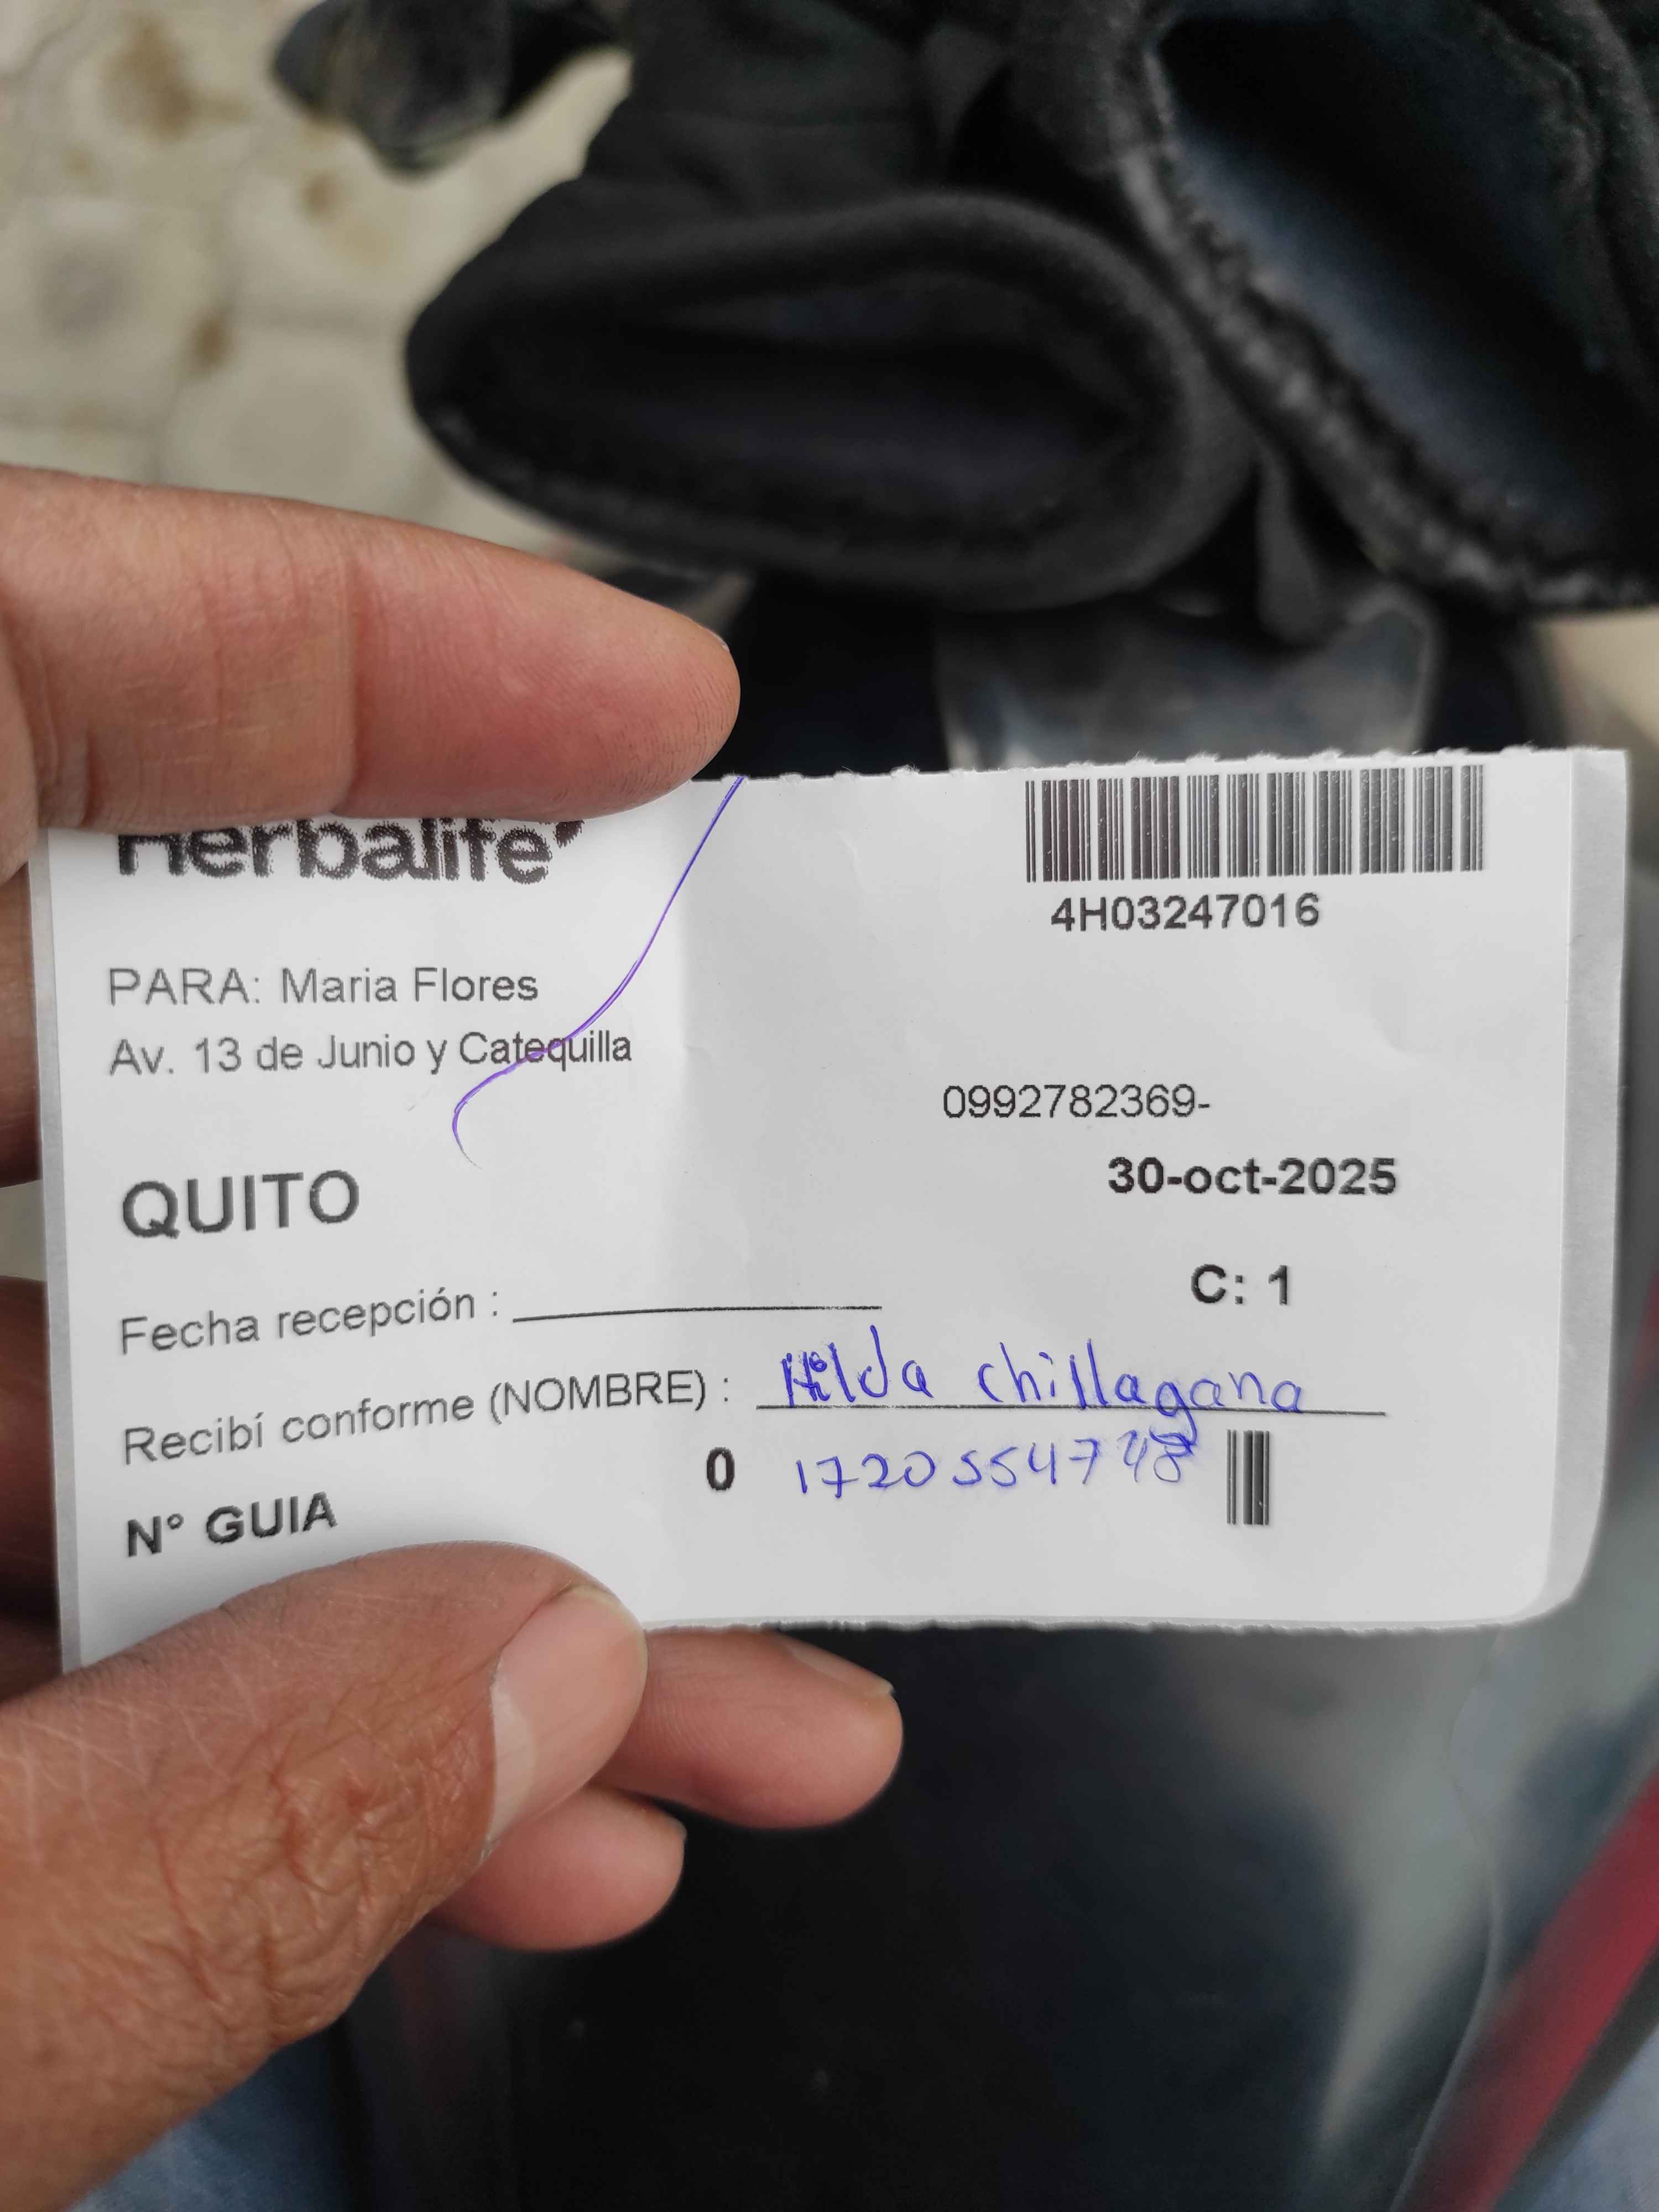 Herbalife
4H03247016
PARA: Maria Flores
Av. 13 de Junio y Catequilla
0992782369-
30-oct-2025
QUITO
C: 1
Fecha recepción :
Recibí conforme (NOMBRE) : Hilda chillagana
N° GUIA 0